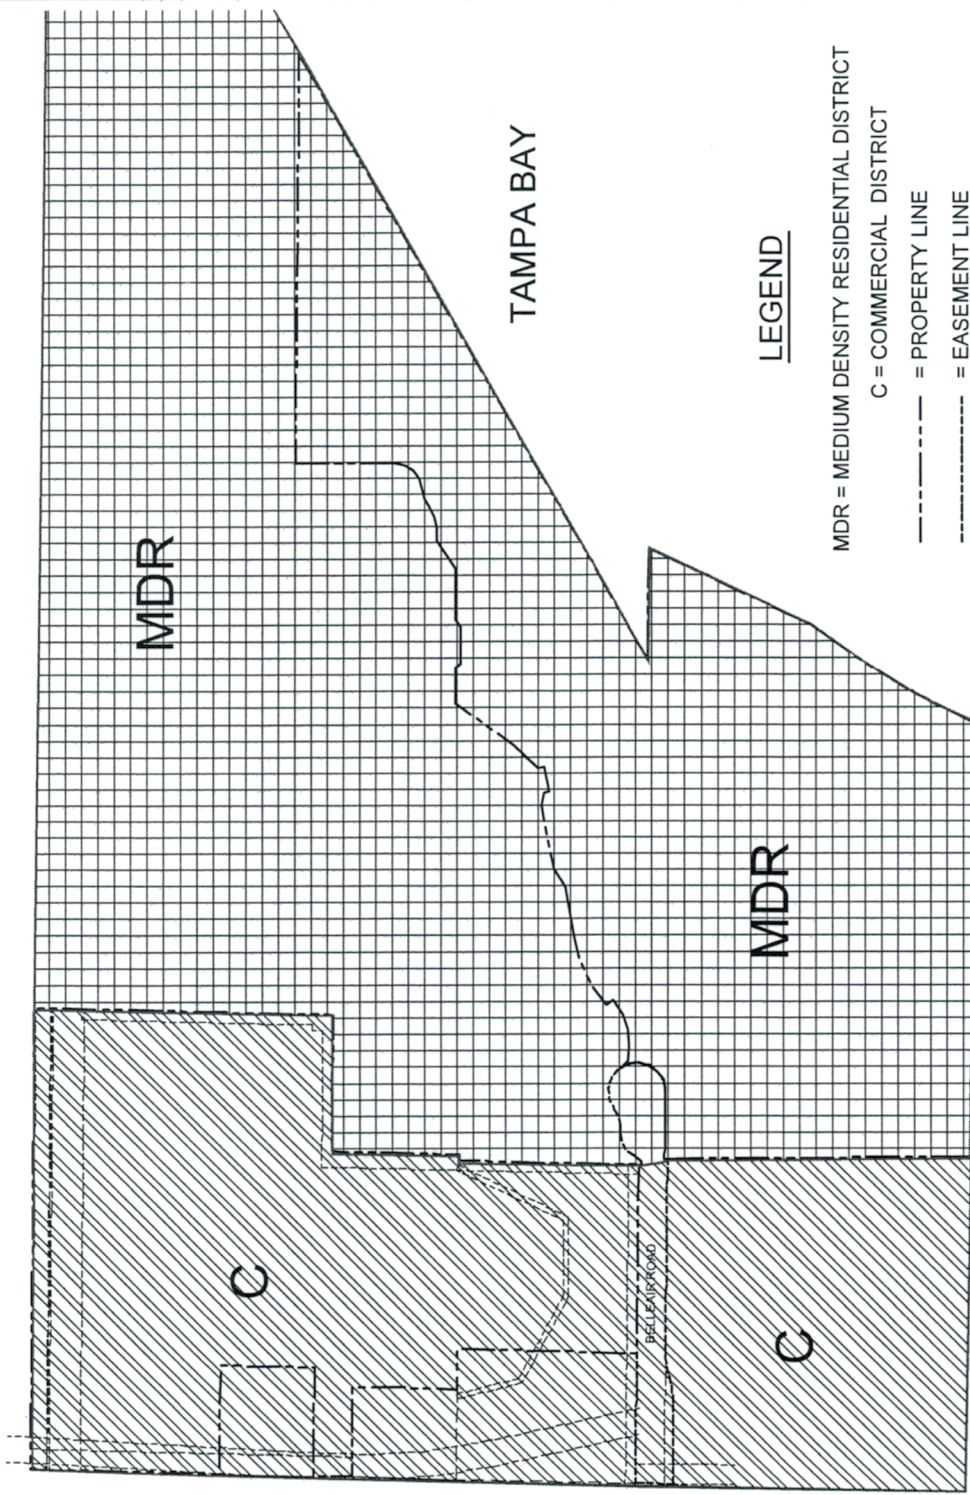 MDR
TAMPA BAY
LEGEND
MDR = MEDIUM DENSITY RESIDENTIAL DISTRICT
C = COMMERCIAL DISTRICT
= PROPERTY LINE
= EASEMENT LINE
MDR
C
BELLEAIR ROAD
C